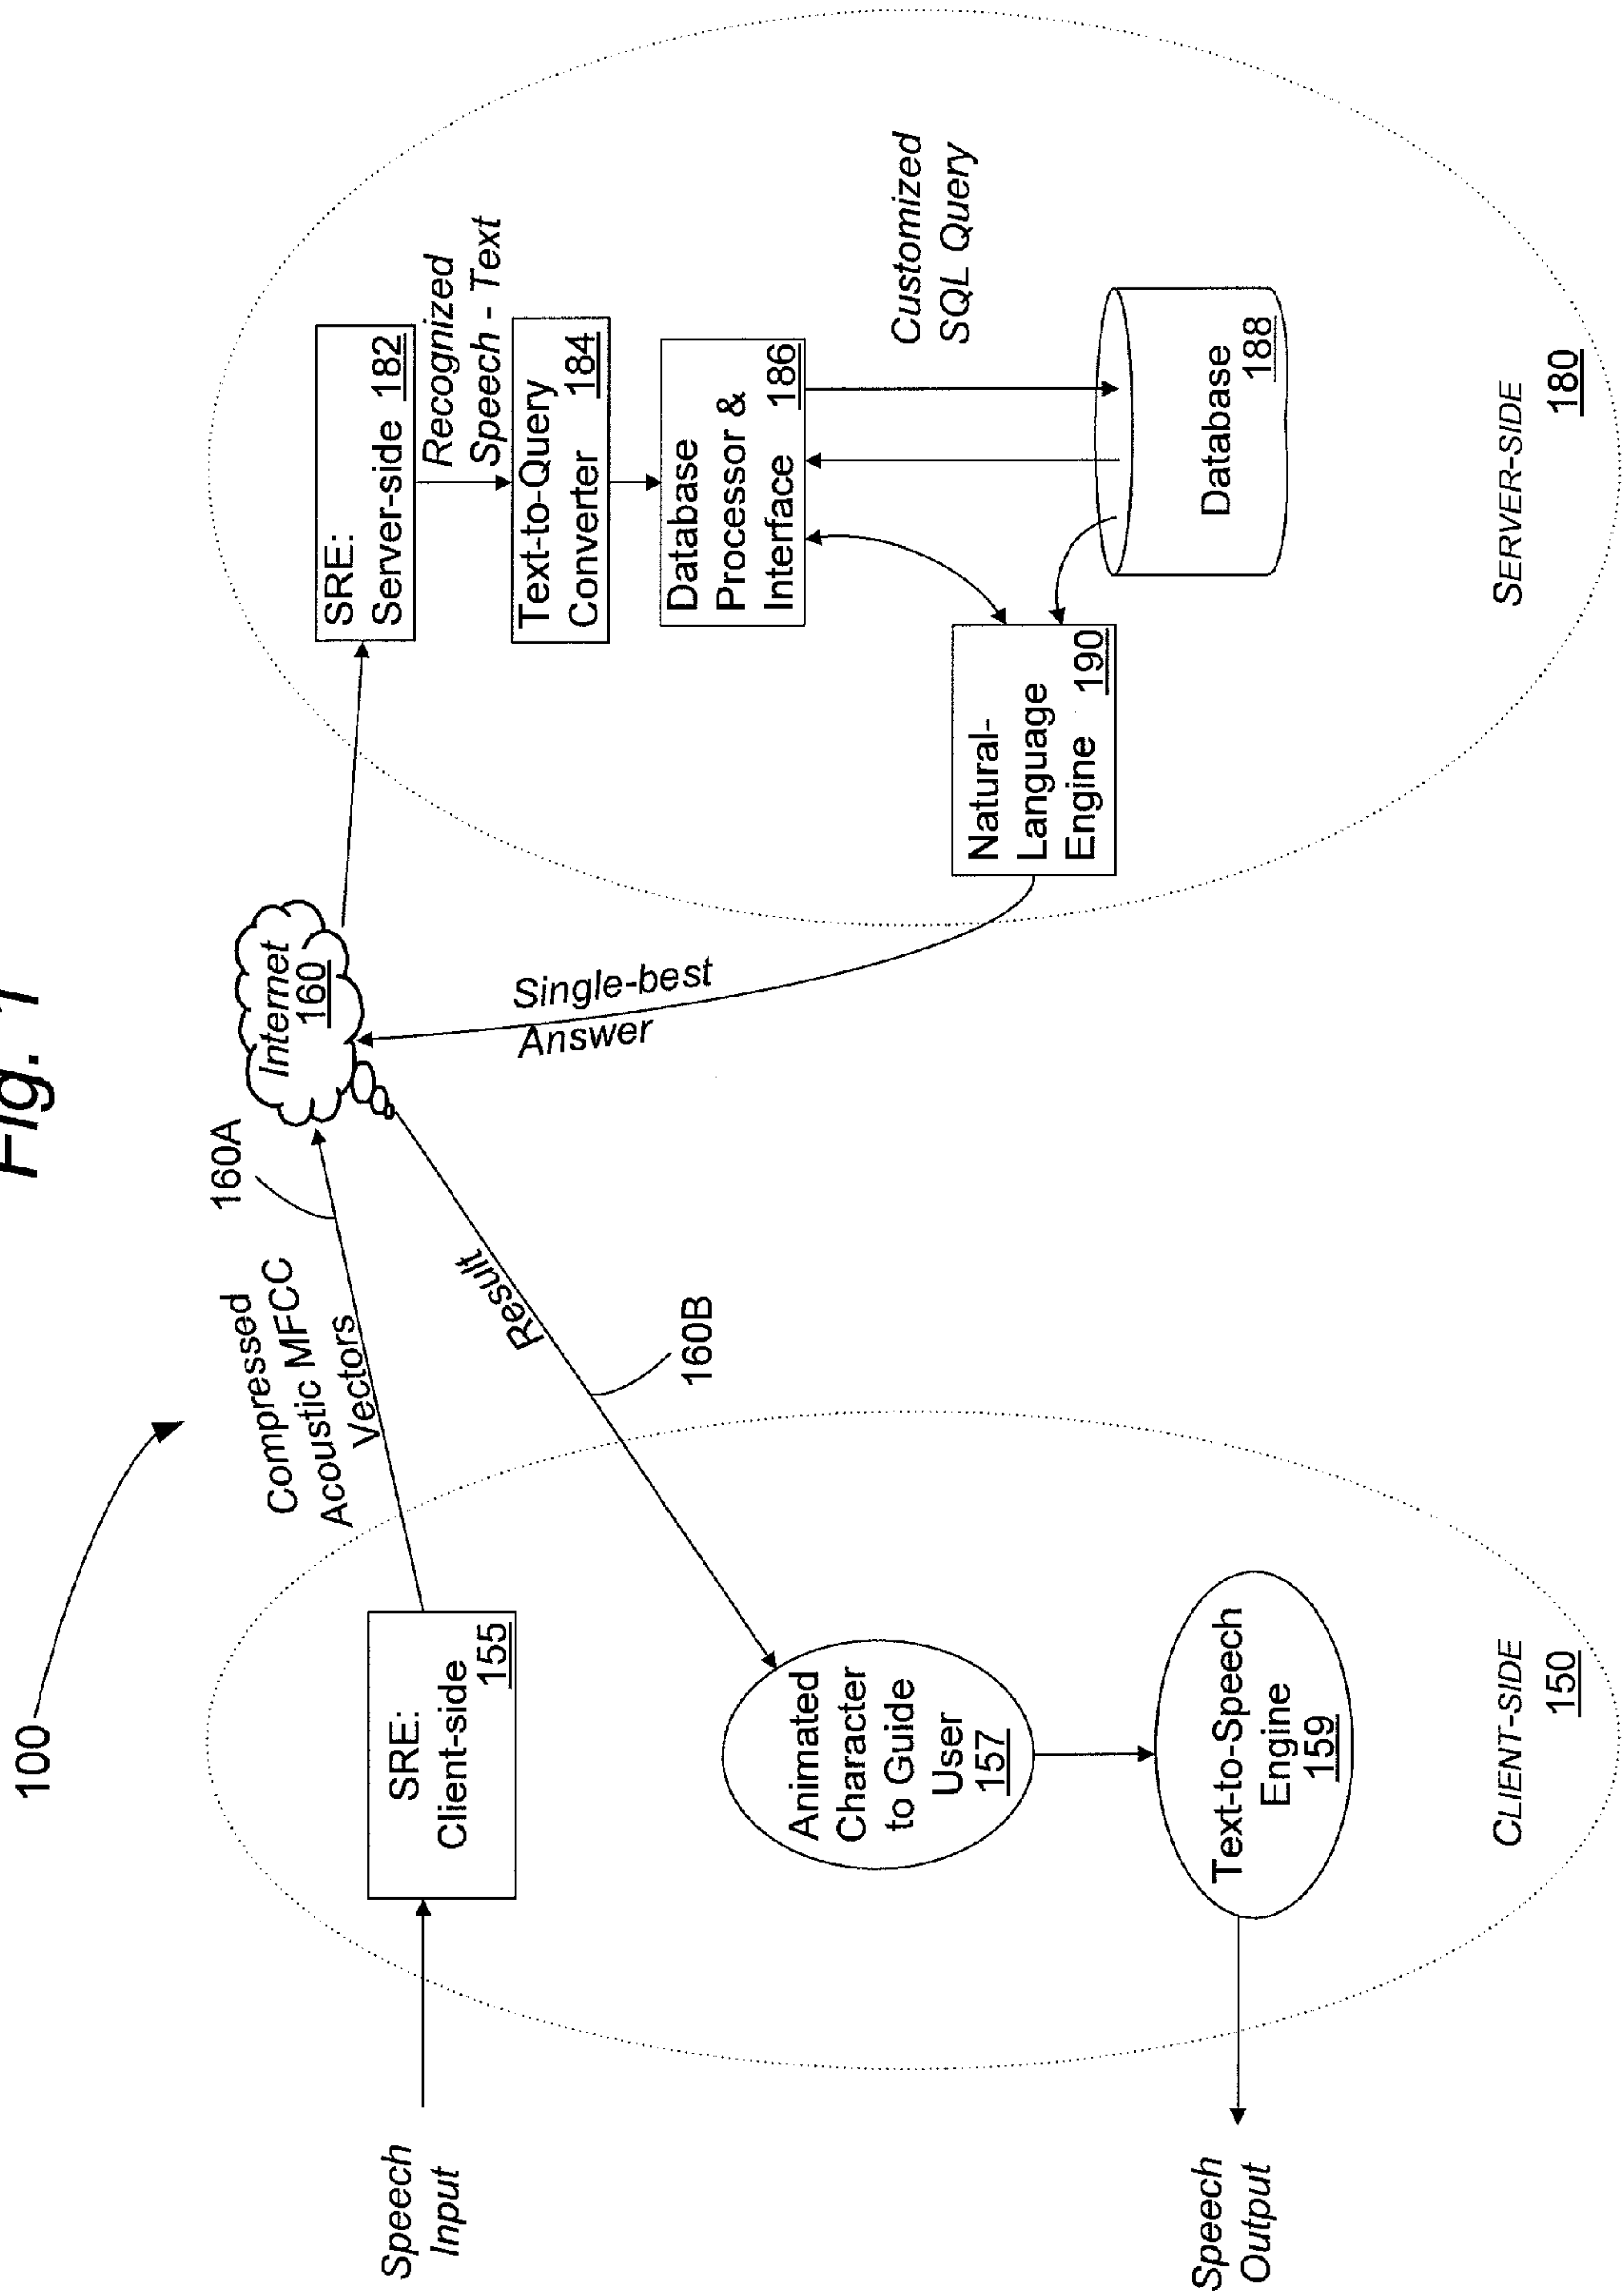 Fig. 1
100
Speech
Input
SRE:
Client-side
155
Compressed
Acoustic MFCC
Vectors
160A
Internet
160
Result
160B
Animated
Character
to Guide
User
157
Text-to-Speech
Engine
159
Speech
Output
CLIENT-SIDE
150
Single-best
Answer
SRE:
Server-side 182
Recognized
Speech - Text
Text-to-Query
Converter 184
Database
Processor &
Interface 186
Customized
SQL Query
Natural-
Language
Engine 190
Database
188
SERVER-SIDE
180